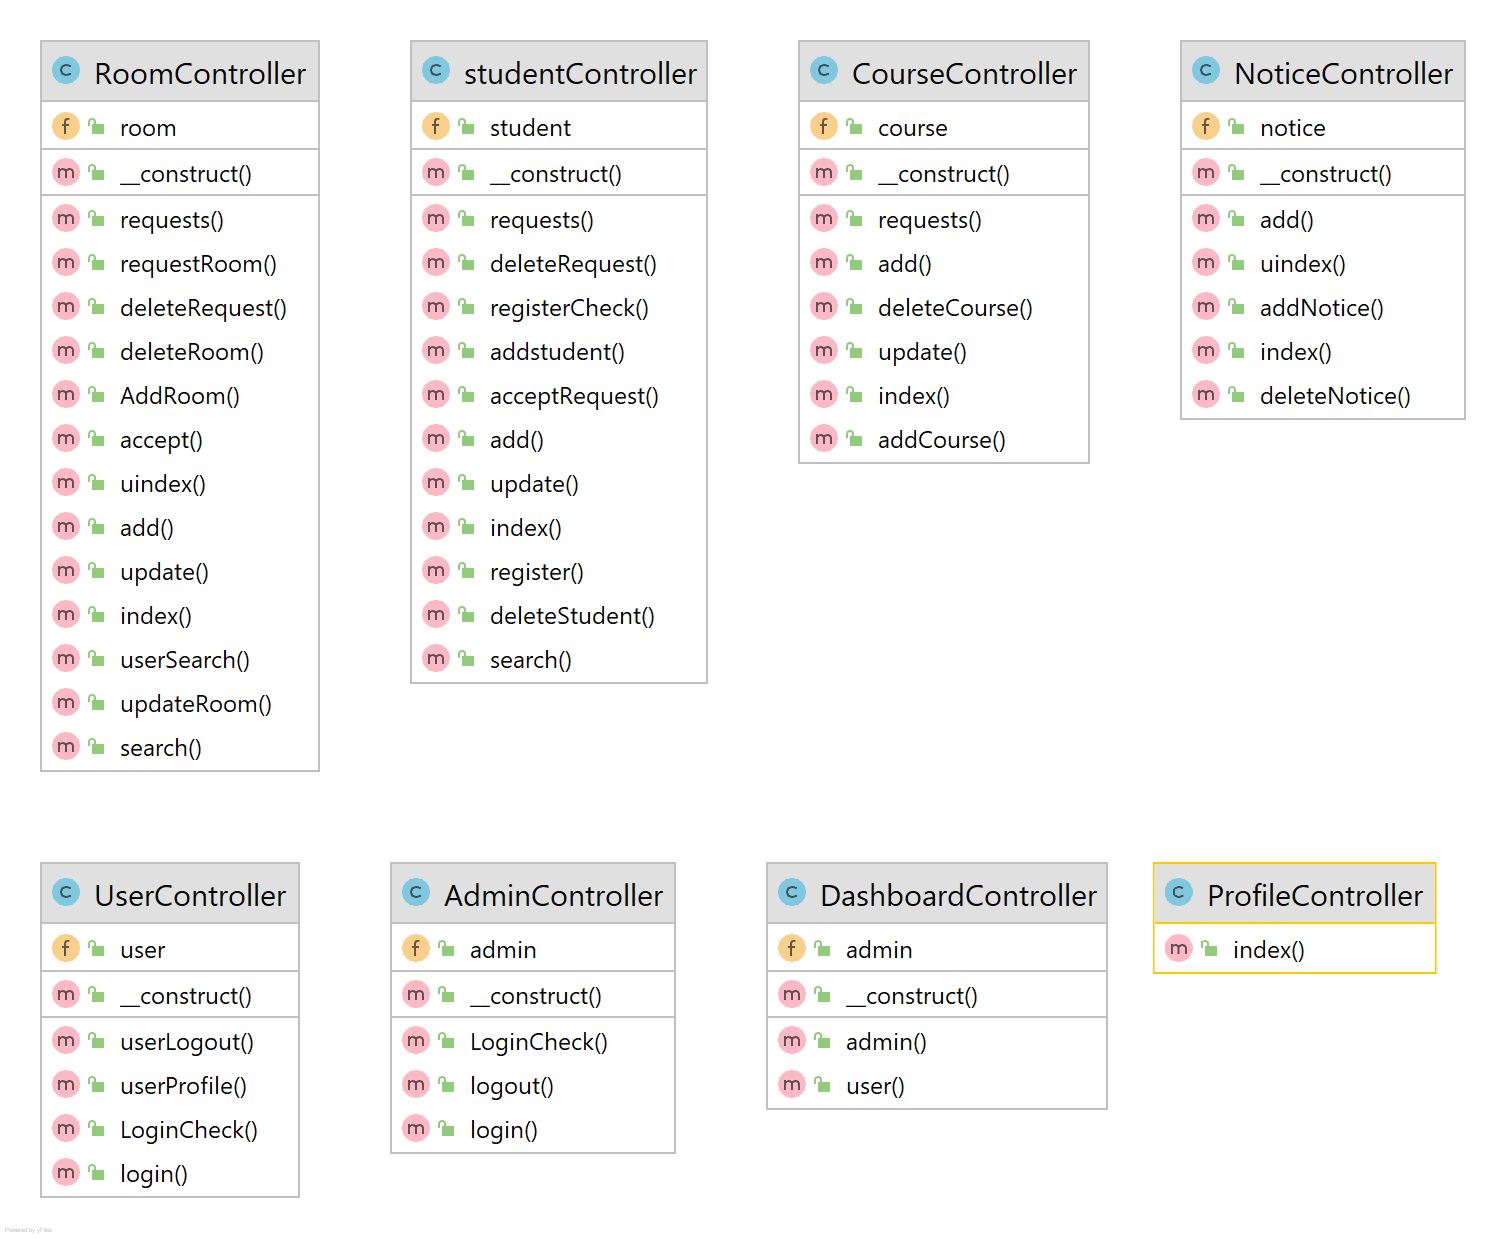 RoomController
room
__construct()
requests()
requestRoom()
deleteRequest()
deleteRoom()
AddRoom()
accept()
uindex()
add()
update()
index()
userSearch()
updateRoom()
search()
studentController
student
__construct()
requests()
deleteRequest()
registerCheck()
addstudent()
acceptRequest()
add()
update()
index()
register()
deleteStudent()
search()
CourseController
course
__construct()
requests()
add()
deleteCourse()
update()
index()
addCourse()
NoticeController
notice
__construct()
add()
uindex()
addNotice()
index()
deleteNotice()
UserController
user
__construct()
userLogout()
userProfile()
LoginCheck()
login()
AdminController
admin
__construct()
LoginCheck()
logout()
login()
DashboardController
admin
__construct()
admin()
user()
ProfileController
index()
Powered by yFiles